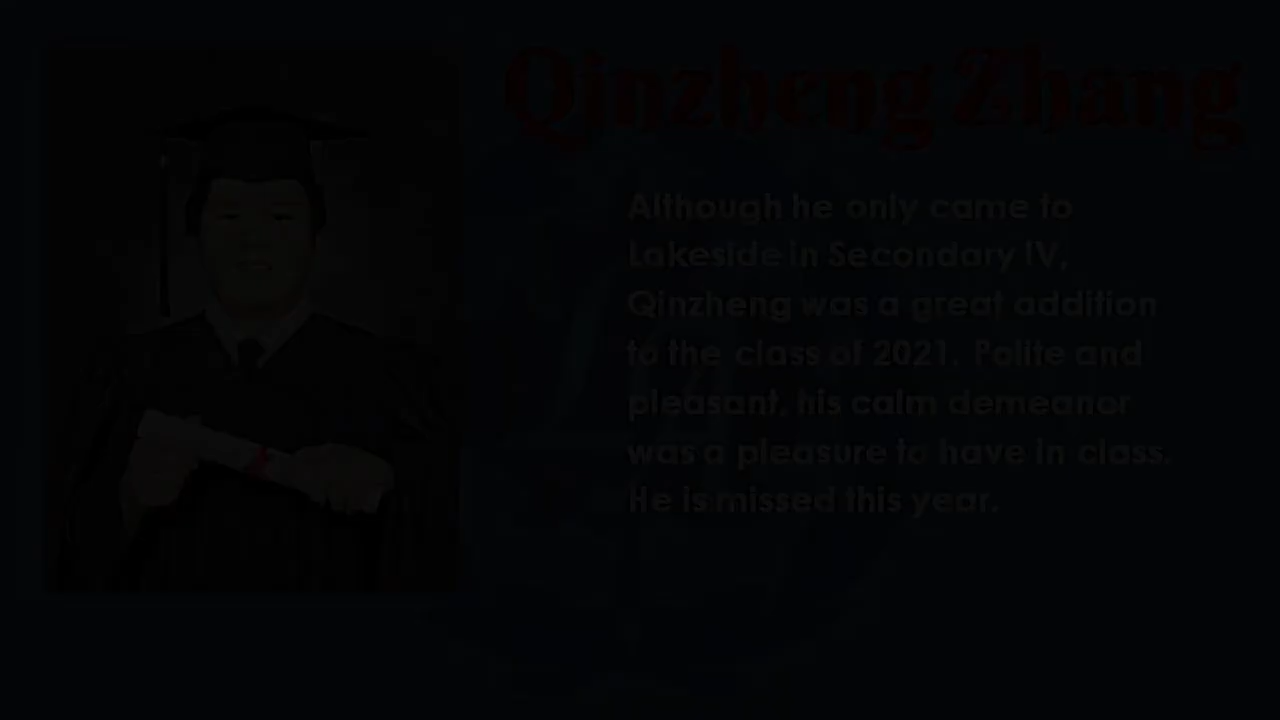 Qinzheng Zhang
Although he only came to
Lakeside in Secondary IV,
Qinzheng was a great addition
to the class of 2021. Polite and
pleasant, his calm demeanor
was a pleasure to have in class.
He is missed this year.